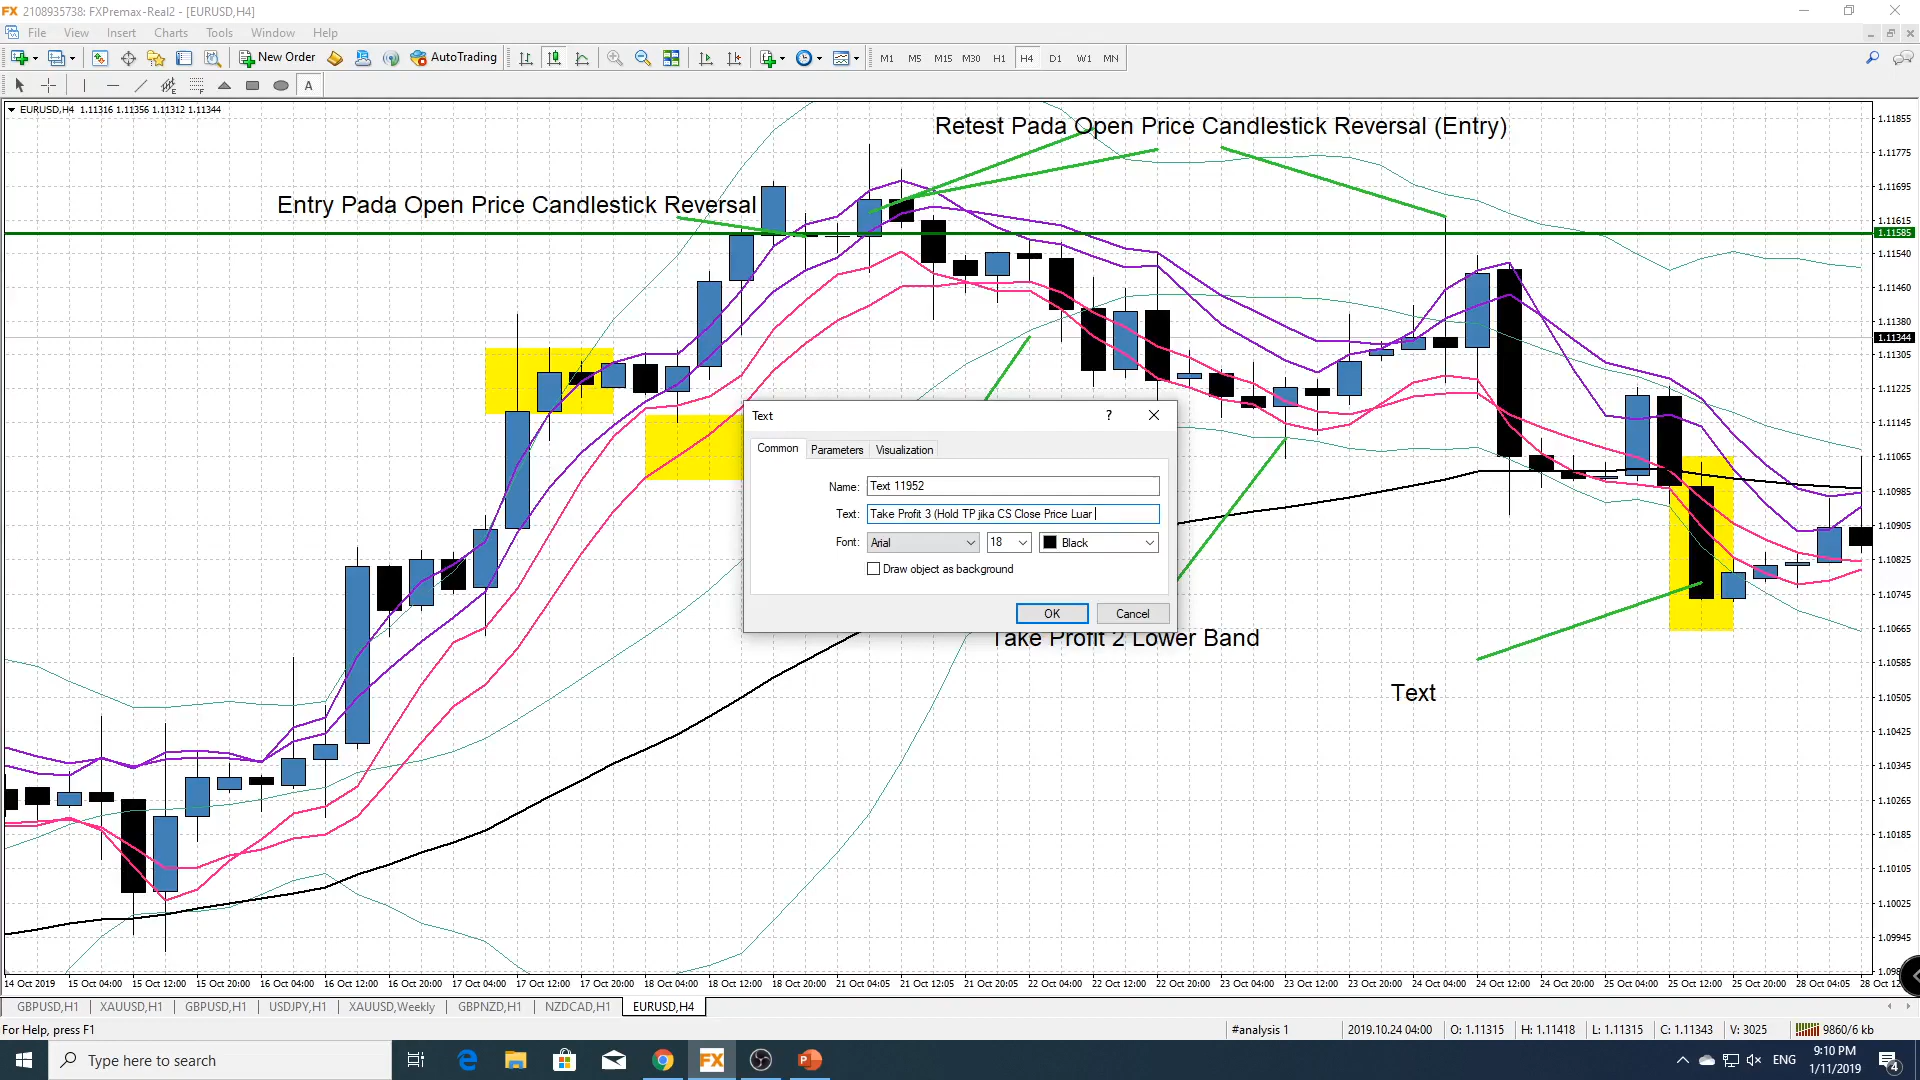 2108935738: FXPremax-Real2 - [EURUSD,H4]
File View Insert Charts Tools Window Help
New Order AutoTrading M1 M5 M15 M30 H1 H4 D1 W1 MN
A
EURUSD,H4 1.11316 1.11356 1.11312 1.11344
Retest Pada Open Price Candlestick Reversal (Entry)
Entry Pada Open Price Candlestick Reversal
1.11855
1.11775
1.11695
1.11615
1.11585
1.11540
1.11460
1.11380
1.11344
1.11305
1.11225
1.11145
1.11065
1.10985
1.10905
1.10825
1.10745
1.10665
1.10585
1.10505
1.10425
1.10345
1.10265
1.10185
1.10105
1.10025
1.09945
Text
?
Common Parameters Visualization
Name: Text 11952
Text: Take Profit 3 (Hold TP jika CS Close Price Luar
Font: Arial 18 Black
Draw object as background
OK Cancel
Take Profit 2 Lower Band
Text
14 Oct 2019 15 Oct 04:00 15 Oct 12:00 15 Oct 20:00 16 Oct 04:00 16 Oct 12:00 16 Oct 20:00 17 Oct 04:00 17 Oct 12:00 17 Oct 20:00 18 Oct 04:00 18 Oct 12:00 18 Oct 20:00 21 Oct 04:05 21 Oct 12:05 21 Oct 20:05 22 Oct 04:00 22 Oct 12:00 22 Oct 20:00 23 Oct 04:00 23 Oct 12:00 23 Oct 20:00 24 Oct 04:00 24 Oct 12:00 24 Oct 20:00 25 Oct 04:00 25 Oct 12:00 25 Oct 20:00 28 Oct 04:05 28 Oct
GBPUSD,H1 XAUUSD,H1 GBPUSD,H1 USDJPY,H1 XAUUSD,Weekly GBPNZD,H1 NZDCAD,H1 EURUSD,H4
For Help, press F1 #analysis 1 2019.10.24 04:00 O: 1.11315 H: 1.11418 L: 1.11315 C: 1.11343 V: 3025 9860/6 kb
Type here to search
FX
ENG
9:10 PM
1/11/2019
4